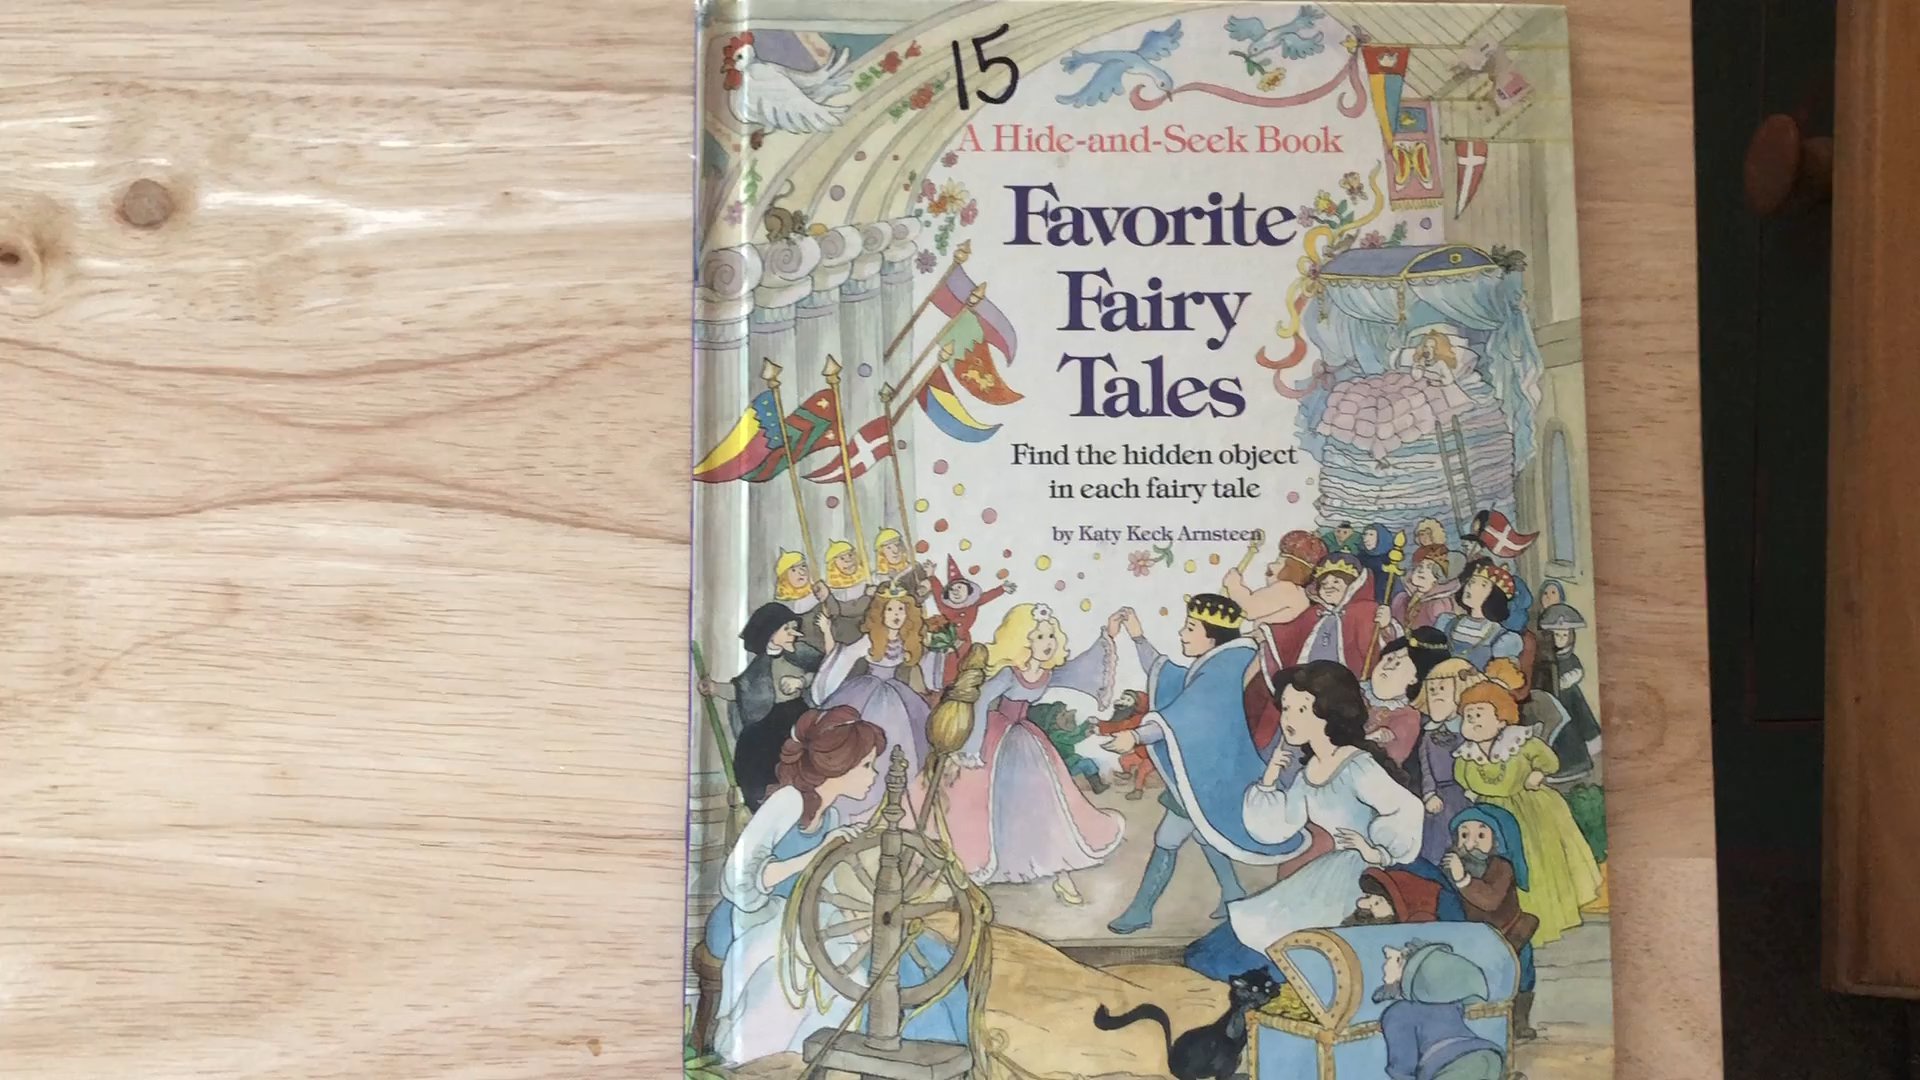 15
A Hide-and-Seek Book
Favorite
Fairy
Tales
Find the hidden object
in each fairy tale
by Katy Keck Arnsteen